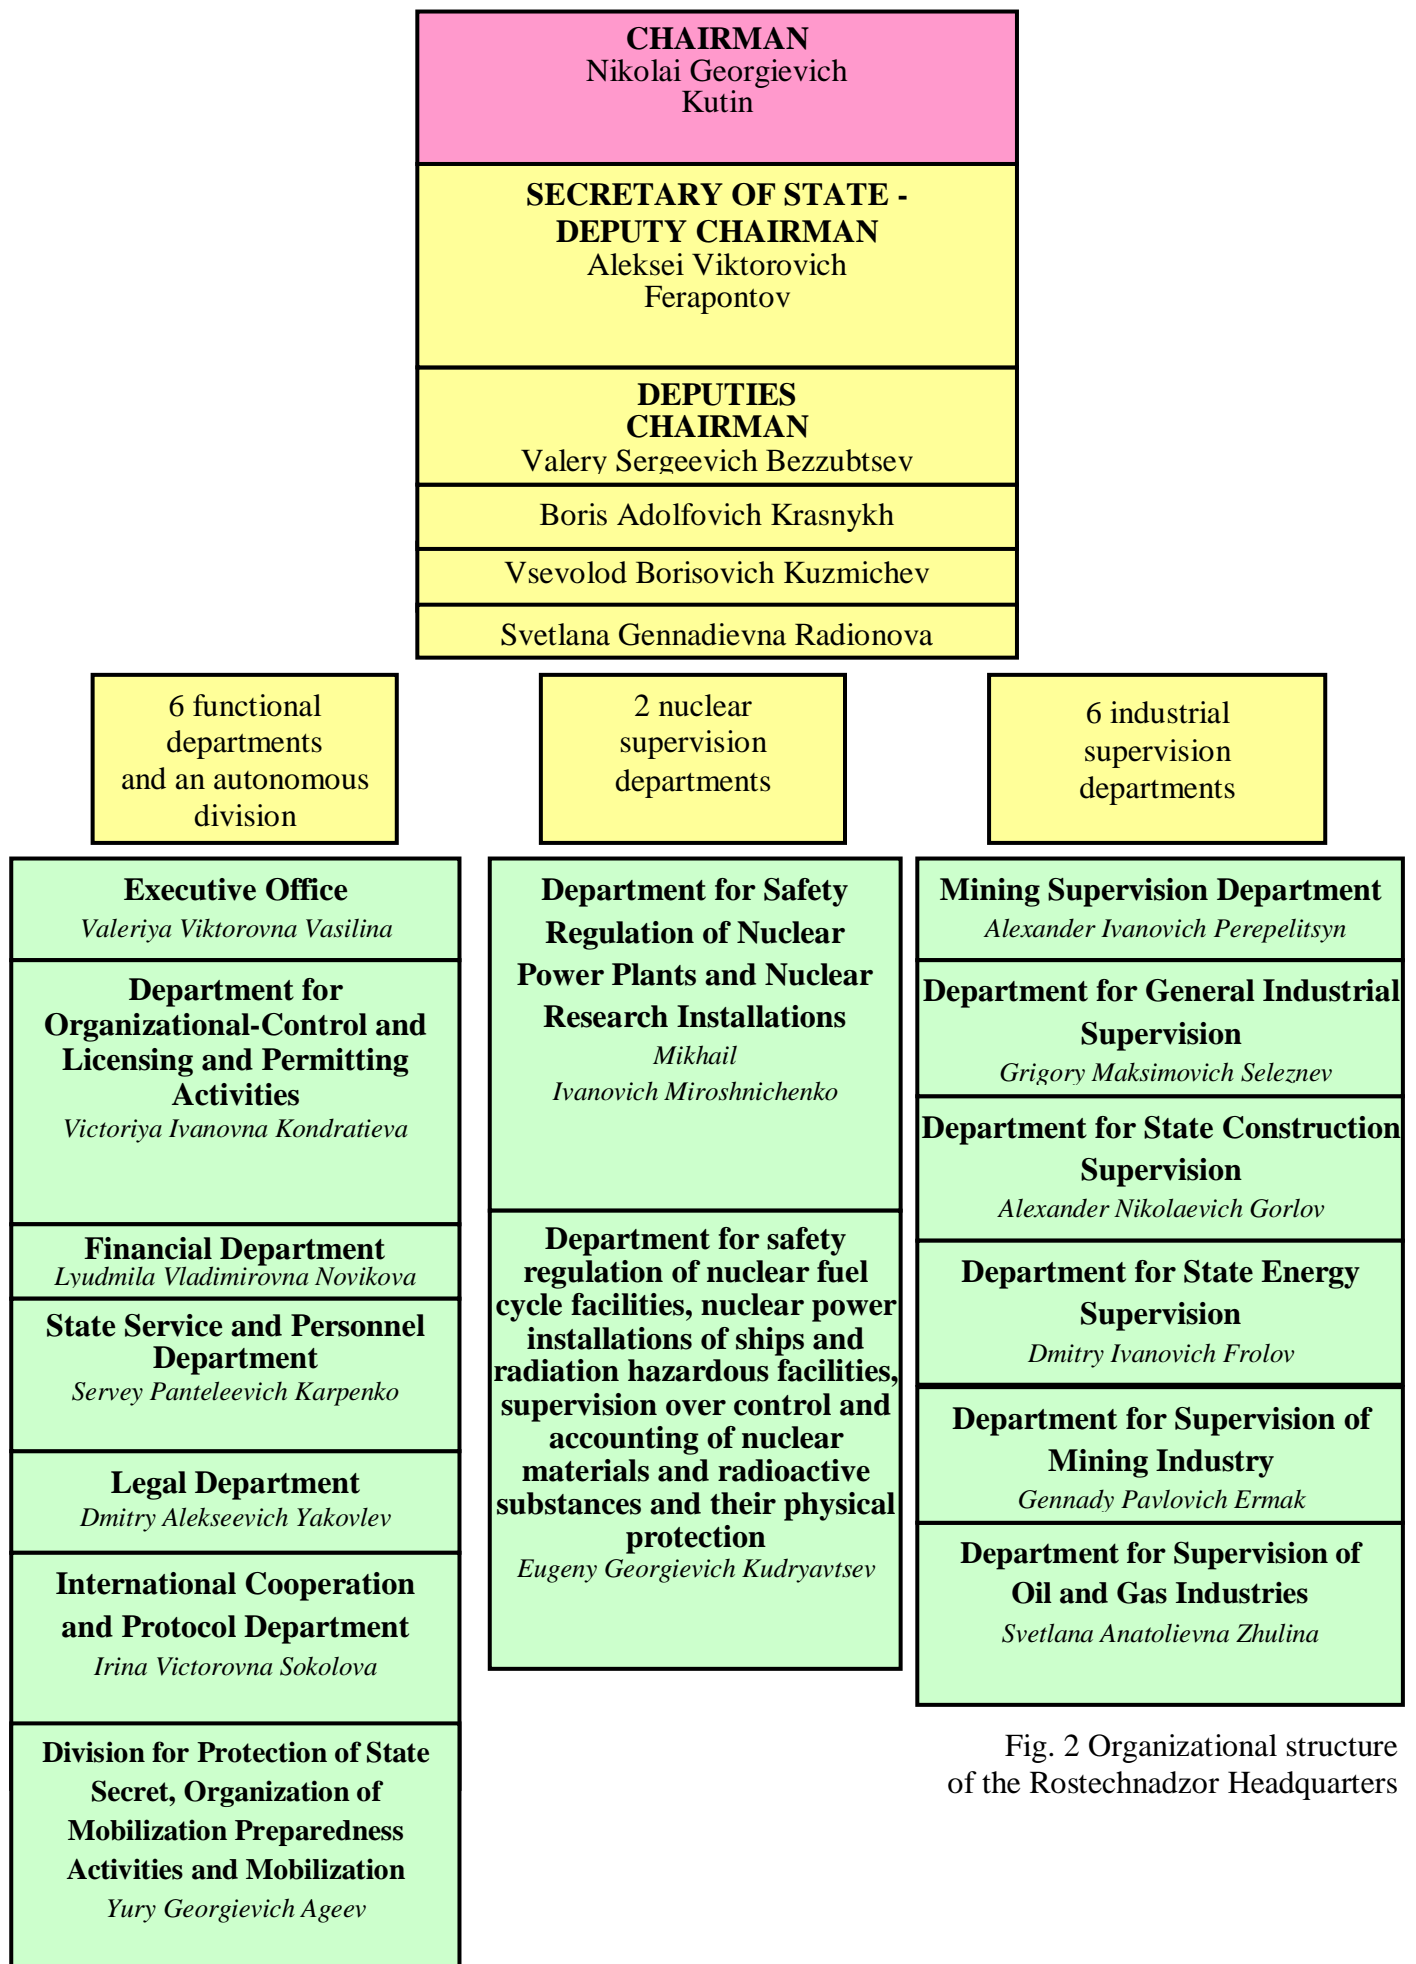 CHAIRMAN
Nikolai Georgievich
Kutin
SECRETARY OF STATE -
DEPUTY CHAIRMAN
Aleksei Viktorovich
Ferapontov
DEPUTIES
CHAIRMAN
Valery Sergeevich Bezzubtsev
Boris Adolfovich Krasnykh
Vsevolod Borisovich Kuzmichev
Svetlana Gennadievna Radionova
6 functional
departments
and an autonomous
division
2 nuclear
supervision
departments
6 industrial
supervision
departments
Executive Office
Valeriya Viktorovna Vasilina
Department for
Organizational-Control and
Licensing and Permitting
Activities
Victoriya Ivanovna Kondratieva
Financial Department
Lyudmila Vladimirovna Novikova
State Service and Personnel
Department
Servey Panteleevich Karpenko
Legal Department
Dmitry Alekseevich Yakovlev
International Cooperation
and Protocol Department
Irina Victorovna Sokolova
Division for Protection of State
Secret, Organization of
Mobilization Preparedness
Activities and Mobilization
Yury Georgievich Ageev
Department for Safety
Regulation of Nuclear
Power Plants and Nuclear
Research Installations
Mikhail
Ivanovich Miroshnichenko
Department for safety
regulation of nuclear fuel
cycle facilities, nuclear power
installations of ships and
radiation hazardous facilities,
supervision over control and
accounting of nuclear
materials and radioactive
substances and their physical
protection
Eugeny Georgievich Kudryavtsev
Mining Supervision Department
Alexander Ivanovich Perepelitsyn
Department for General Industrial
Supervision
Grigory Maksimovich Seleznev
Department for State Construction
Supervision
Alexander Nikolaevich Gorlov
Department for State Energy
Supervision
Dmitry Ivanovich Frolov
Department for Supervision of
Mining Industry
Gennady Pavlovich Ermak
Department for Supervision of
Oil and Gas Industries
Svetlana Anatolievna Zhulina
Fig. 2 Organizational structure
of the Rostechnadzor Headquarters